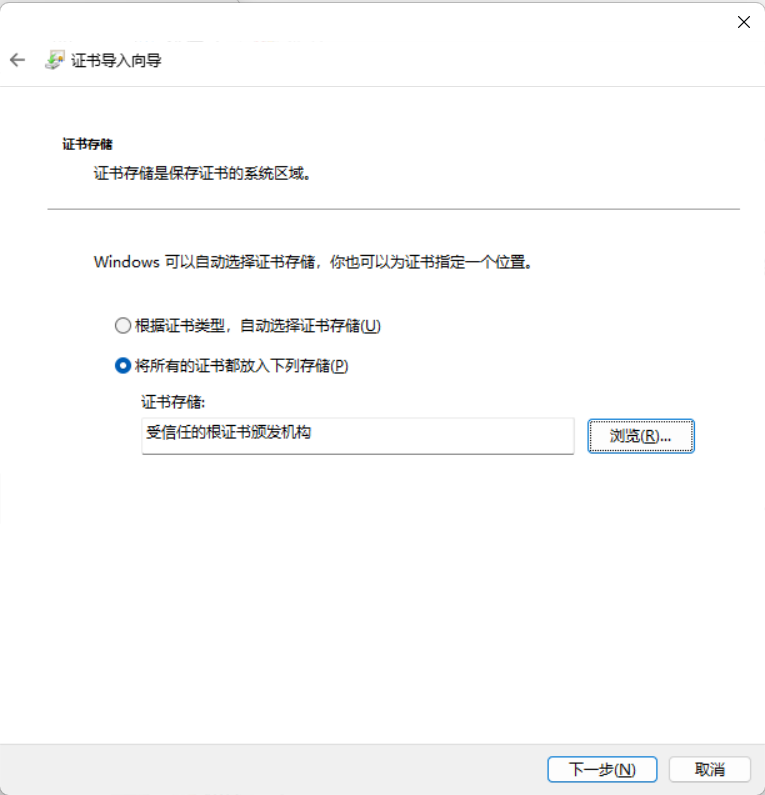 证书导入向导
证书存储
证书存储是保存证书的系统区域。
Windows 可以自动选择证书存储，你也可以为证书指定一个位置。
根据证书类型，自动选择证书存储(U)
将所有的证书都放入下列存储(P)
证书存储:
受信任的根证书颁发机构
浏览(R)...
下一步(N)
取消